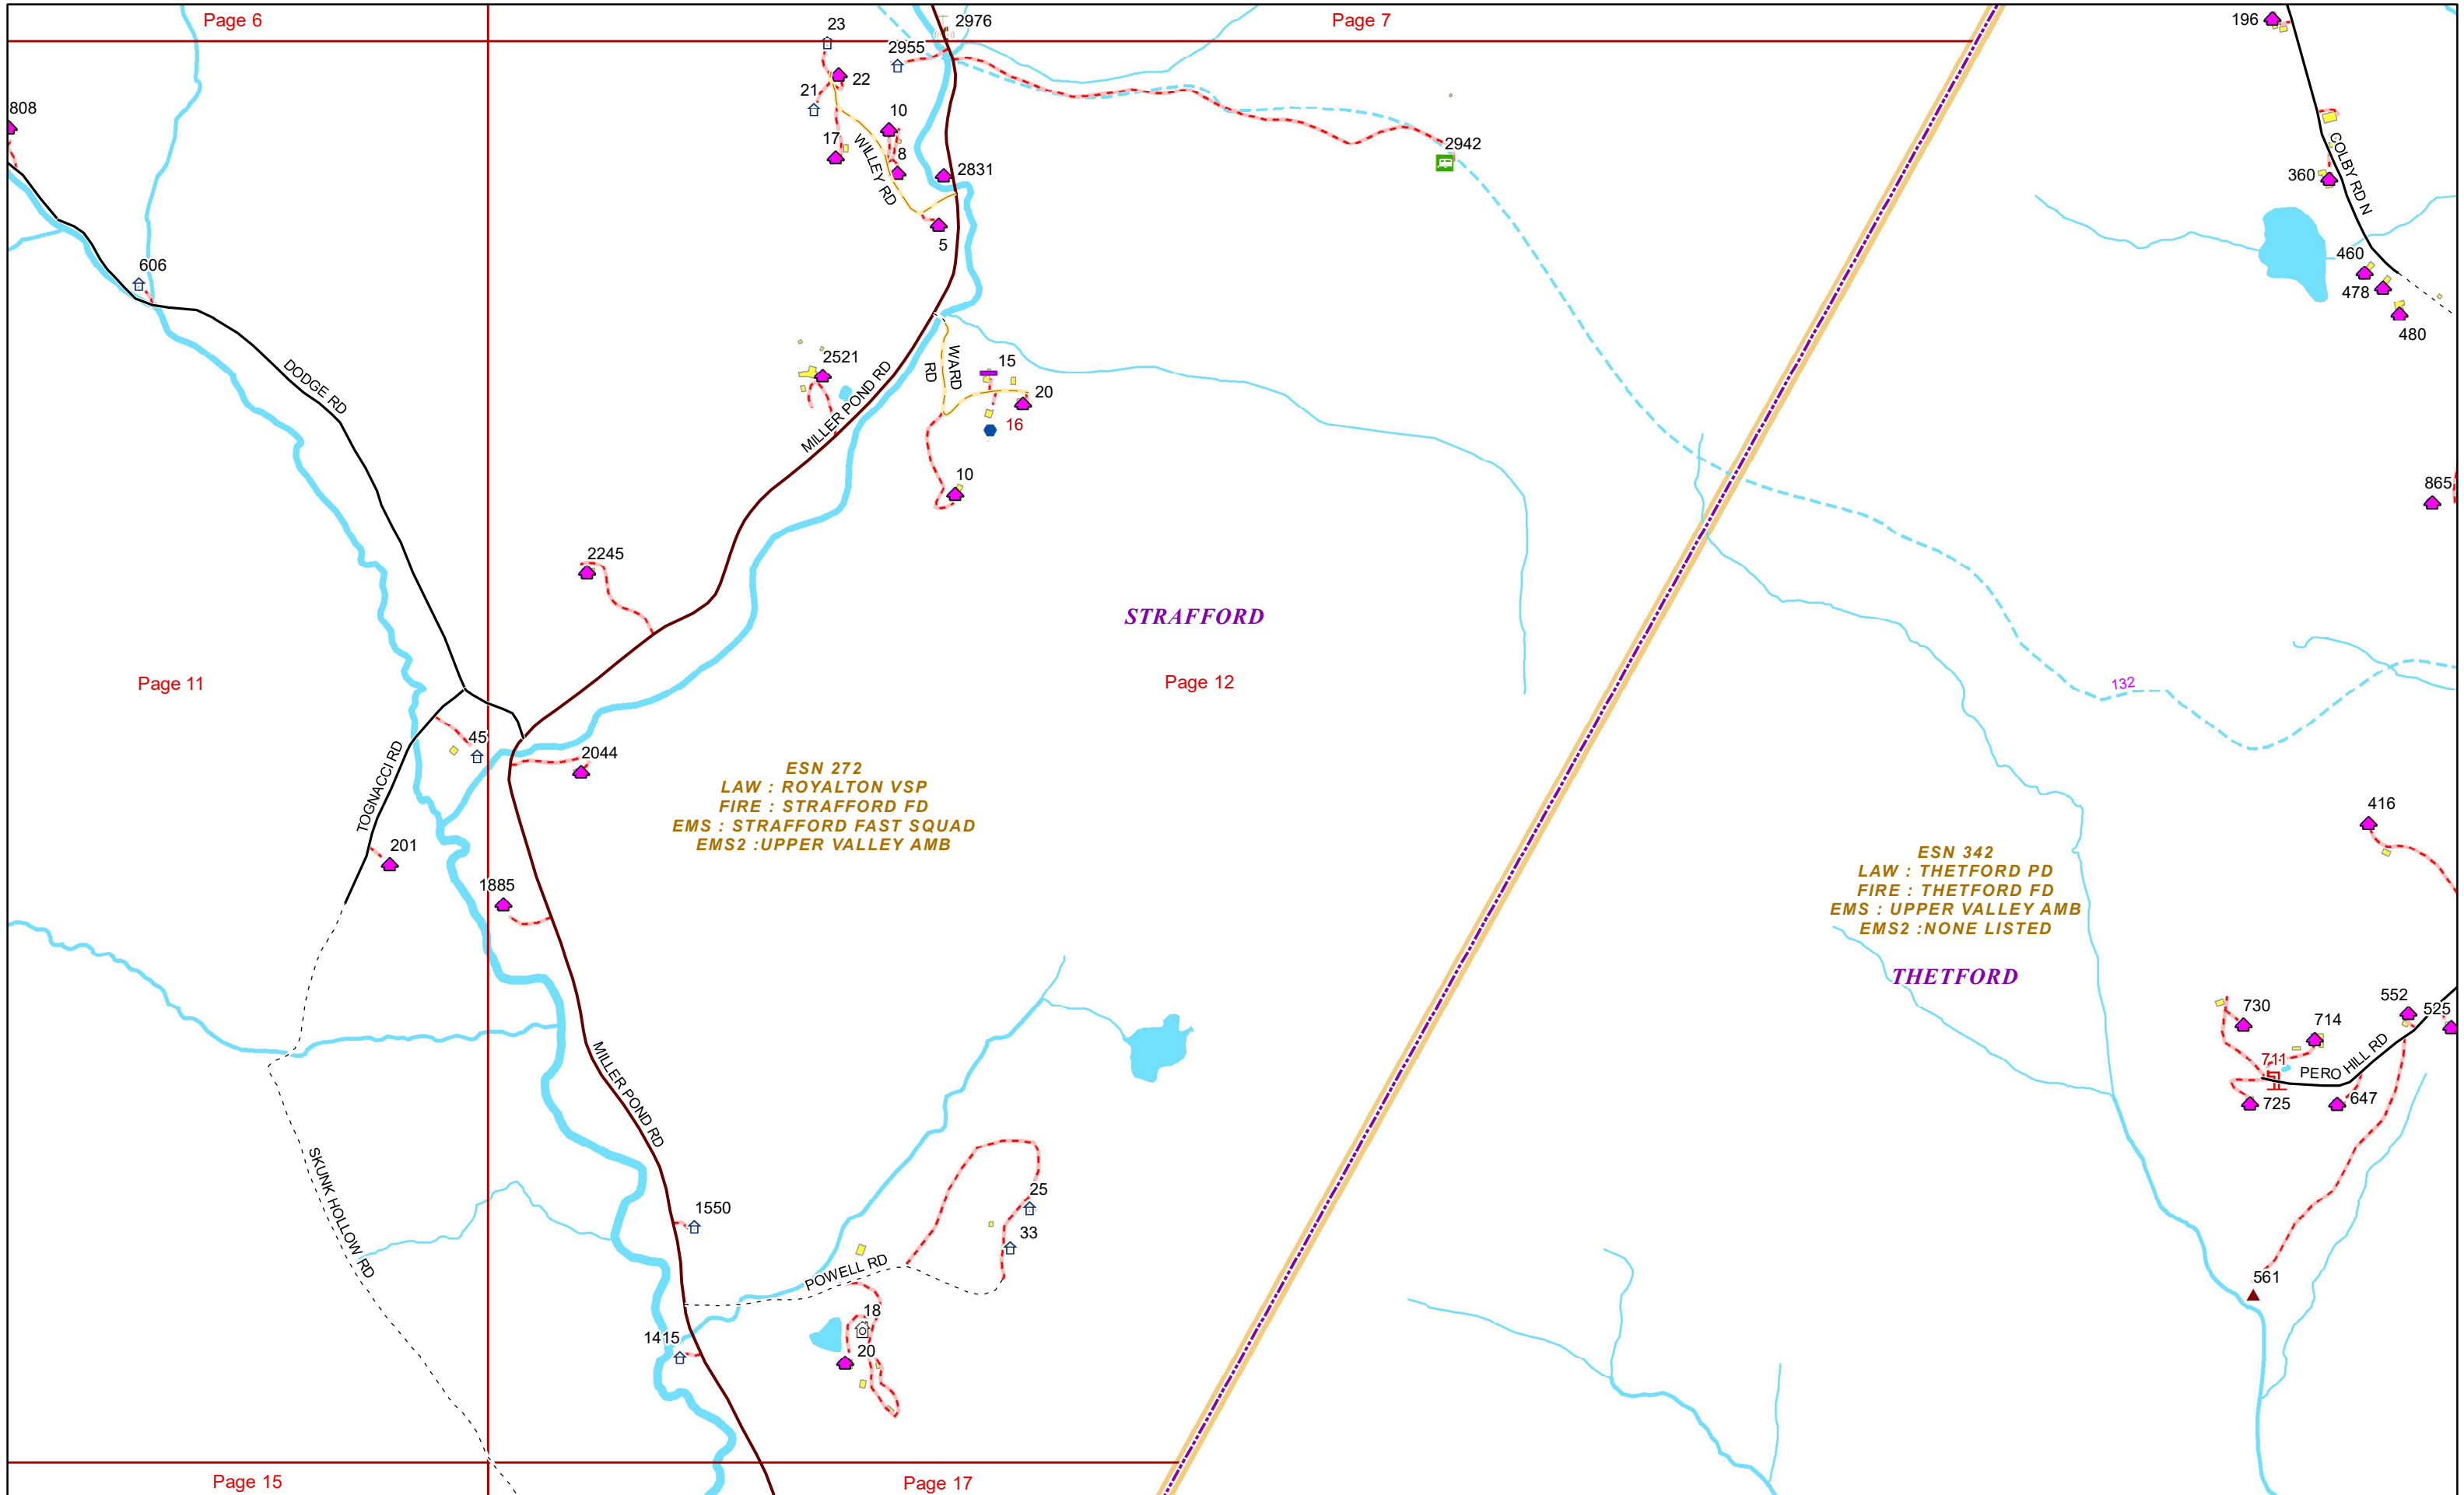 Page 6
Page 7
23
2976
196
2955
22
21
808
10
17
8
WILLEY RD
2831
2942
COLBY RD N
360
5
606
460
478
480
DODGE RD
2521
MILLER POND RD
WARD
RD
15
20
16
10
865
2245
STRAFFORD
Page 11
Page 12
132
45
2044
TOGNACCI RD
ESN 272
LAW : ROYALTON VSP
FIRE : STRAFFORD FD
EMS : STRAFFORD FAST SQUAD
EMS2 :UPPER VALLEY AMB
416
201
ESN 342
LAW : THETFORD PD
FIRE : THETFORD FD
EMS : UPPER VALLEY AMB
EMS2 :NONE LISTED
1885
THETFORD
730
552
525
714
711
PERO HILL RD
725
647
MILLER POND RD
SKUNK HOLLOW RD
25
1550
33
POWELL RD
561
18
1415
20
Page 15
Page 17